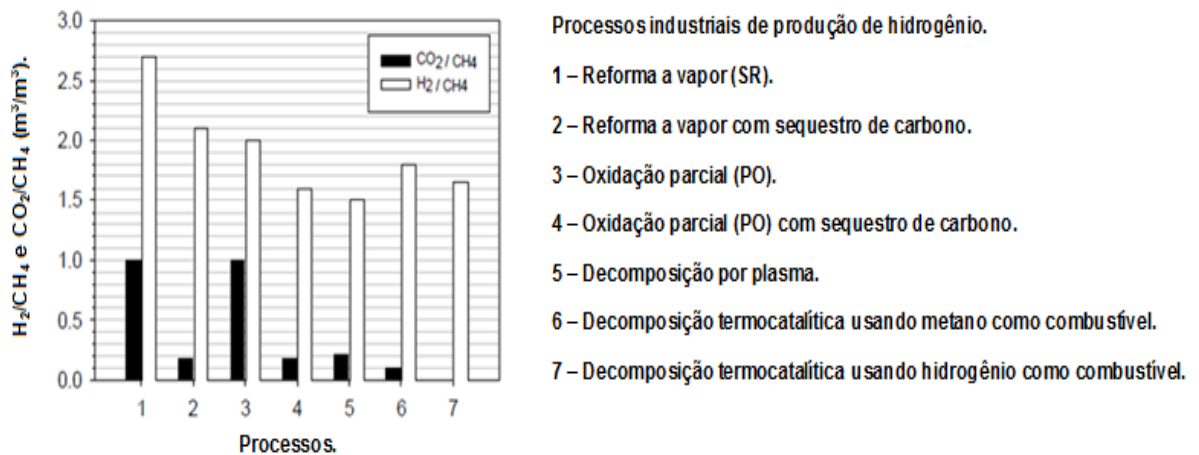 H₂/CH₄ e CO₂/CH₄ (m³/m³).
3.0
2.5
2.0
1.5
1.0
0.5
0.0
CO₂ / CH4
H₂ / CH4
1 2 3 4 5 6 7
Processos.
Processos industriais de produção de hidrogênio.
1 – Reforma a vapor (SR).
2 – Reforma a vapor com sequestro de carbono.
3 – Oxidação parcial (PO).
4 – Oxidação parcial (PO) com sequestro de carbono.
5 – Decomposição por plasma.
6 – Decomposição termocatalítica usando metano como combustível.
7 – Decomposição termocatalítica usando hidrogênio como combustível.